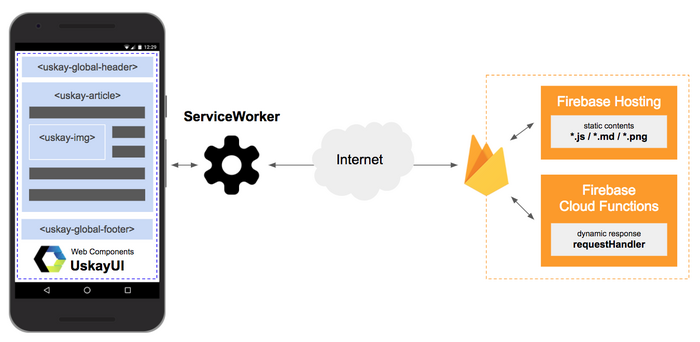 12:29
<uskay-global-header>
<uskay-article>
<uskay-img>
<uskay-global-footer>
Web Components
UskayUI
ServiceWorker
Internet
Firebase Hosting
static contents
*.js / *.md / *.png
Firebase
Cloud Functions
dynamic response
requestHandler